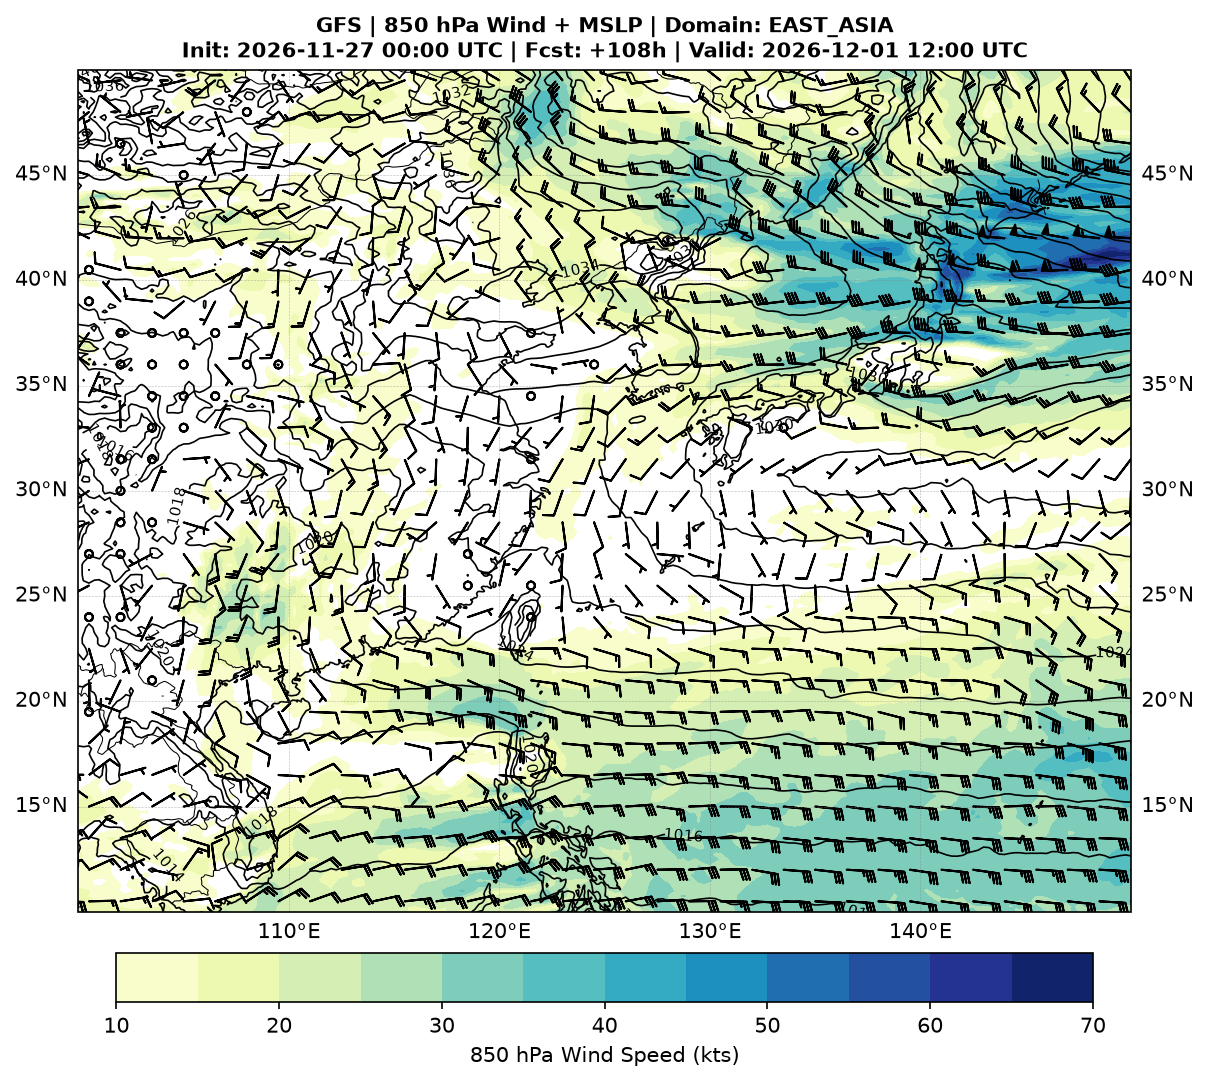 GFS | 850 hPa Wind + MSLP | Domain: EAST_ASIA
Init: 2026-11-27 00:00 UTC | Fcst: +108h | Valid: 2026-12-01 12:00 UTC
1036
1032
1026
1034
1030
1030
1018
1020
1024
1018
1016
45°N 45°N
40°N 40°N
35°N 35°N
30°N 30°N
25°N 25°N
20°N 20°N
15°N 15°N
110°E 120°E 130°E 140°E
10 20 30 40 50 60 70
850 hPa Wind Speed (kts)